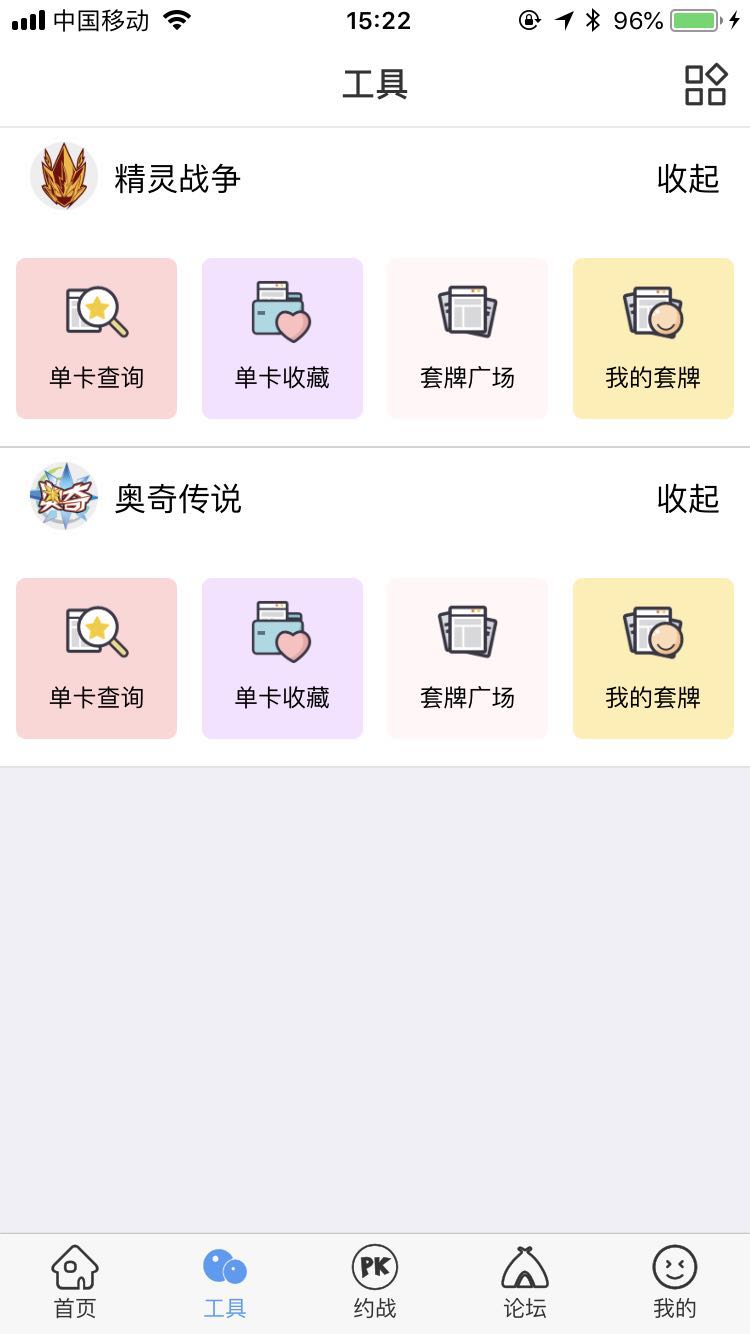 中国移动 15:22 96%
工具
精灵战争 收起
单卡查询 单卡收藏 套牌广场 我的套牌
奥奇
奥奇传说 收起
单卡查询 单卡收藏 套牌广场 我的套牌
PK
首页 工具 约战 论坛 我的